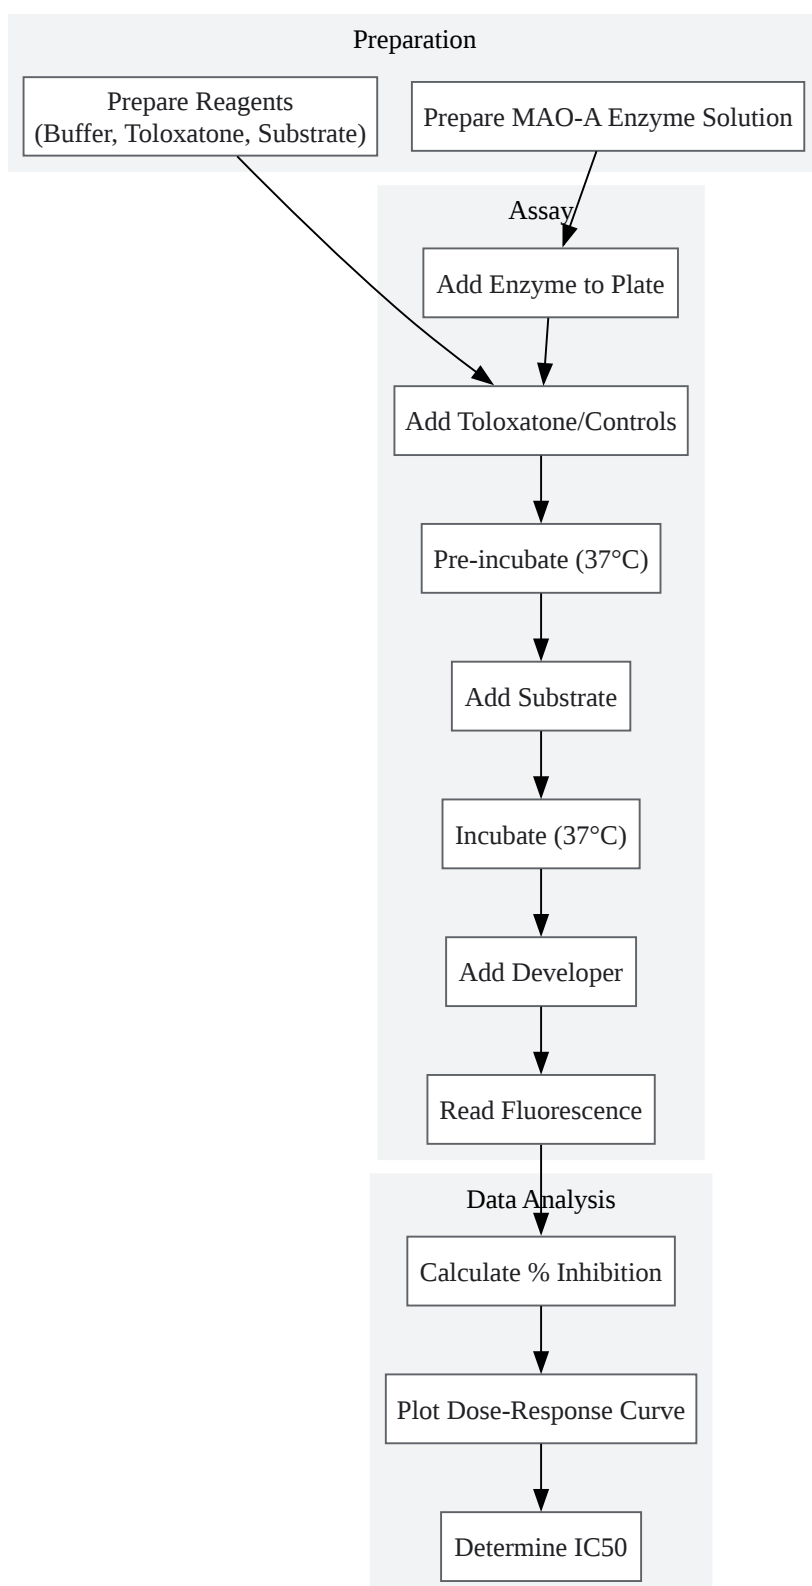 Preparation
Prepare Reagents
(Buffer, Toloxatone, Substrate)
Prepare MAO-A Enzyme Solution
Assay
Add Enzyme to Plate
Add Toloxatone/Controls
Pre-incubate (37°C)
Add Substrate
Incubate (37°C)
Add Developer
Read Fluorescence
Data Analysis
Calculate % Inhibition
Plot Dose-Response Curve
Determine IC50